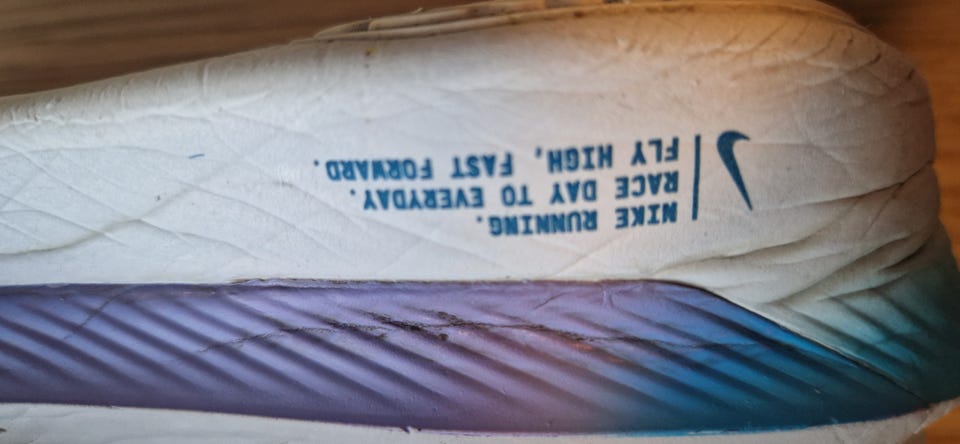 NIKE RUNNING.
RACE DAY TO EVERYDAY.
FLY HIGH, FAST FORWARD.